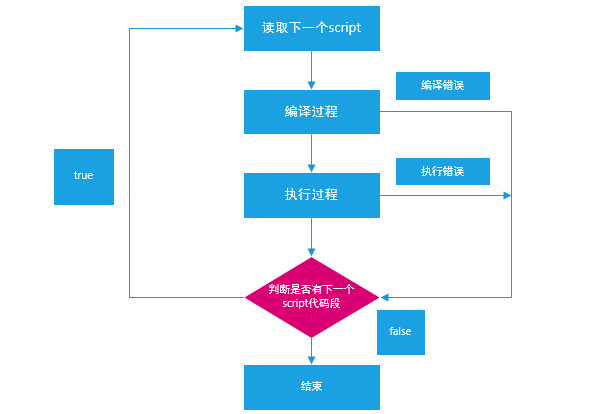 读取下一个script
编译错误
编译过程
true
执行错误
执行过程
判断是否有下一个
script代码段
false
结束